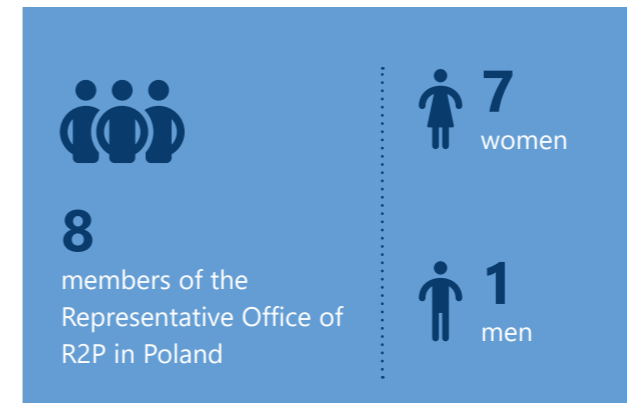 8
members of the
Representative Office of
R2P in Poland
7
women
1
men